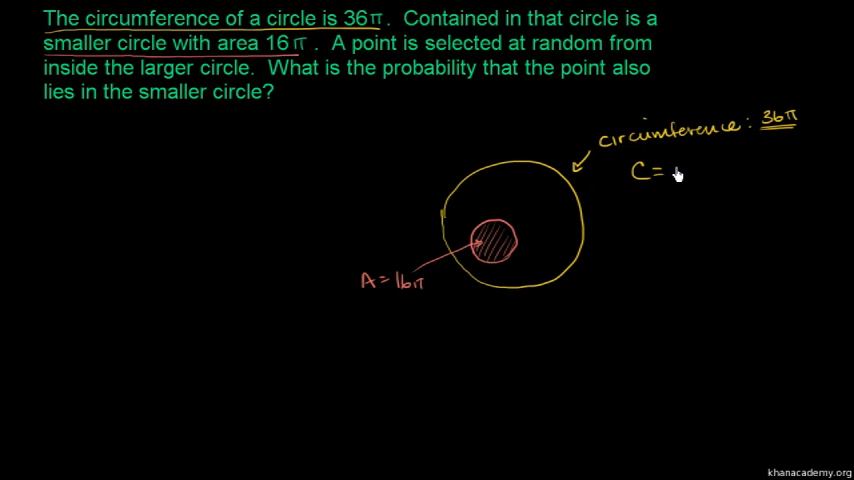 The circumference of a circle is 36π. Contained in that circle is a
smaller circle with area 16π. A point is selected at random from
inside the larger circle. What is the probability that the point also
lies in the smaller circle?
circumference: 36π
C=
A=16π
khanacademy.org